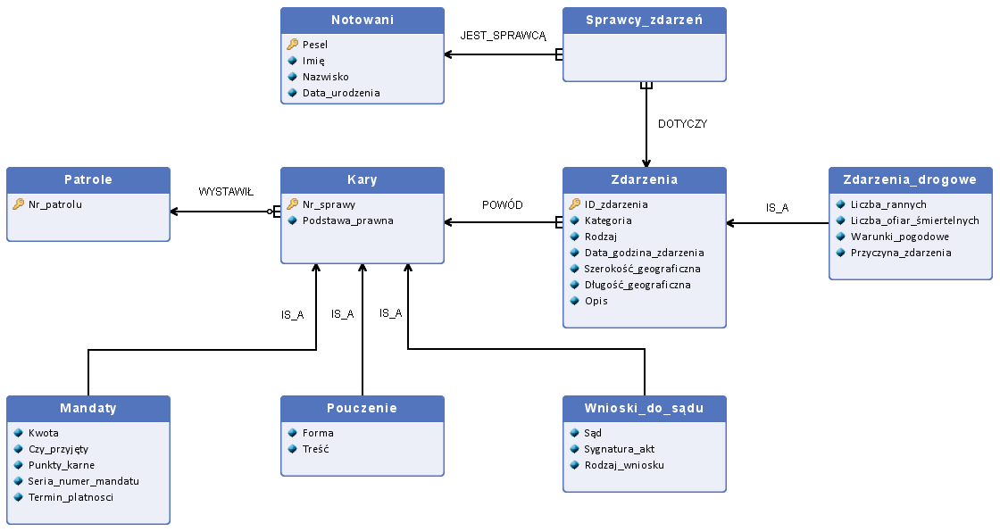 Notowani
Pesel
Imię
Nazwisko
Data_urodzenia
JEST_SPRAWCĄ
Sprawcy_zdarzeń
DOTYCZY
Patrole
Nr_patrolu
WYSTAWIŁ
Kary
Nr_sprawy
Podstawa_prawna
POWÓD
Zdarzenia
ID_zdarzenia
Kategoria
Rodzaj
Data_godzina_zdarzenia
Szerokość_geograficzna
Długość_geograficzna
Opis
IS_A
Zdarzenia_drogowe
Liczba_rannych
Liczba_ofiar_śmiertelnych
Warunki_pogodowe
Przyczyna_zdarzenia
IS_A
IS_A
IS_A
Mandaty
Kwota
Czy_przyjęty
Punkty_karne
Seria_numer_mandatu
Termin_platnosci
Pouczenie
Forma
Treść
Wnioski_do_sądu
Sąd
Sygnatura_akt
Rodzaj_wniosku